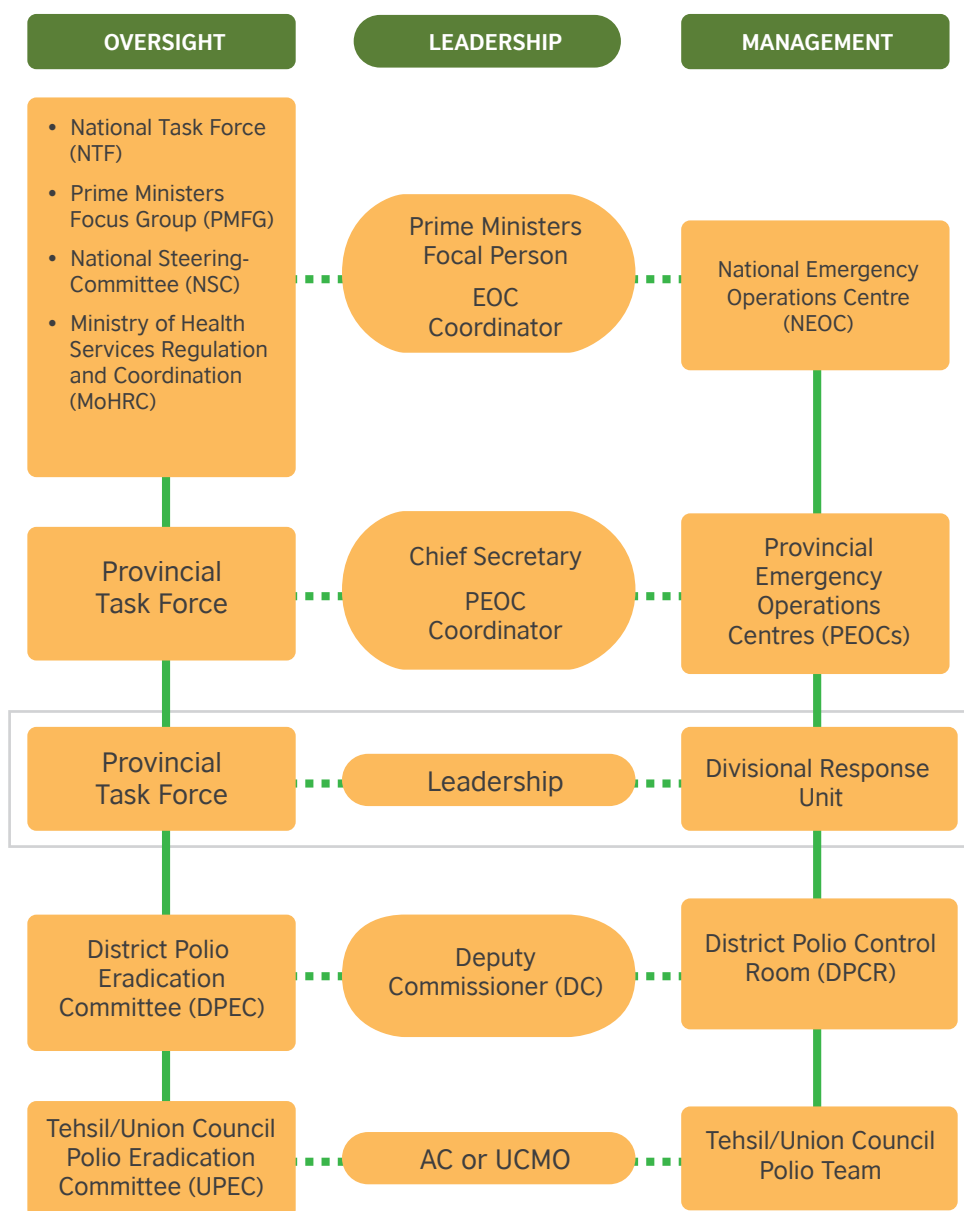 OVERSIGHT
LEADERSHIP
MANAGEMENT
• National Task Force
(NTF)
• Prime Ministers
Focus Group (PMFG)
• National Steering-
Committee (NSC)
• Ministry of Health
Services Regulation
and Coordination
(MoHRC)
Prime Ministers
Focal Person
EOC
Coordinator
National Emergency
Operations Centre
(NEOC)
Provincial
Task Force
Chief Secretary
PEOC
Coordinator
Provincial
Emergency
Operations
Centres (PEOCs)
Provincial
Task Force
Leadership
Divisional Response
Unit
District Polio
Eradication
Committee (DPEC)
Deputy
Commissioner (DC)
District Polio Control
Room (DPCR)
Tehsil/Union Council
Polio Eradication
Committee (UPEC)
AC or UCMO
Tehsil/Union Council
Polio Team